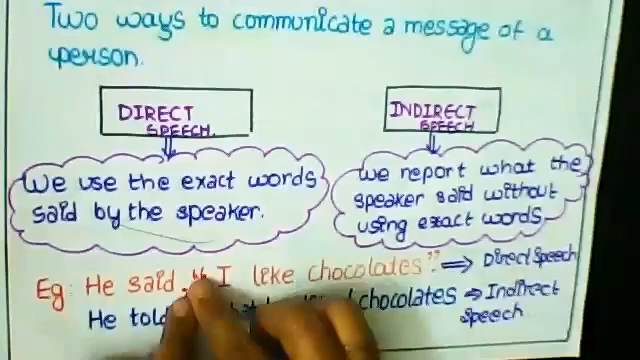 Two ways to communicate a message of a
person.
DIRECT
SPEECH.
INDIRECT
SPEECH
We use the exact words
said by the speaker.
We report what the
speaker said without
using exact words
Eg: He said, “ I like chocolates”. ⇒ Direct Speech
He told chocolates ⇒ Indirect
Speech